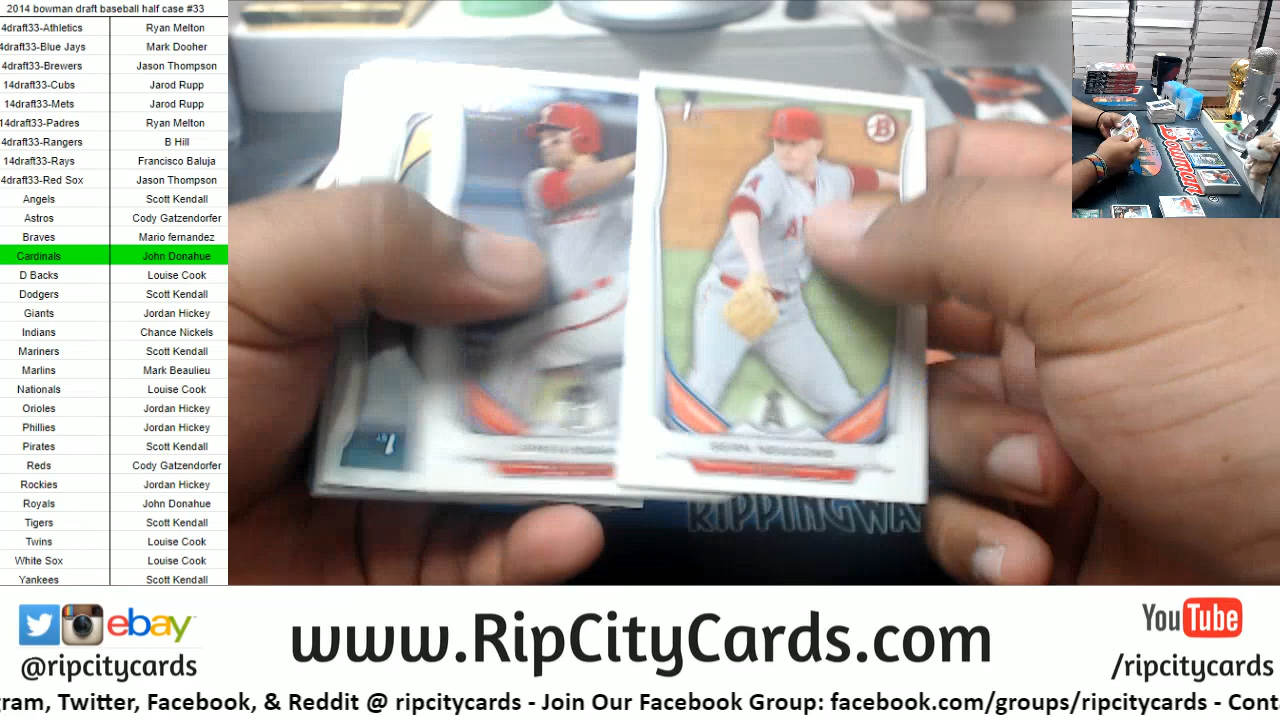 2014 bowman draft baseball half case #33
4draft33-Athletics Ryan Melton
4draft33-Blue Jays Mark Dooher
4draft33-Brewers Jason Thompson
14draft33-Cubs Jarod Rupp
14draft33-Mets Jarod Rupp
14draft33-Padres Ryan Melton
4draft33-Rangers B Hill
14draft33-Rays Francisco Baluja
4draft33-Red Sox Jason Thompson
Angels Scott Kendall
Astros Cody Gatzendorfer
Braves Mario fernandez
Cardinals John Donahue
D Backs Louise Cook
Dodgers Scott Kendall
Giants Jordan Hickey
Indians Chance Nickels
Mariners Scott Kendall
Marlins Mark Beaulieu
Nationals Louise Cook
Orioles Jordan Hickey
Phillies Jordan Hickey
Pirates Scott Kendall
Reds Cody Gatzendorfer
Rockies Jordan Hickey
Royals John Donahue
Tigers Scott Kendall
Twins Louise Cook
White Sox Louise Cook
Yankees Scott Kendall
B
RIPPINGWA
Bowman
ebay
@ripcitycards
www.RipCityCards.com
YouTube
/ripcitycards
gram, Twitter, Facebook, & Reddit @ ripcitycards - Join Our Facebook Group: facebook.com/groups/ripcitycards - Cont